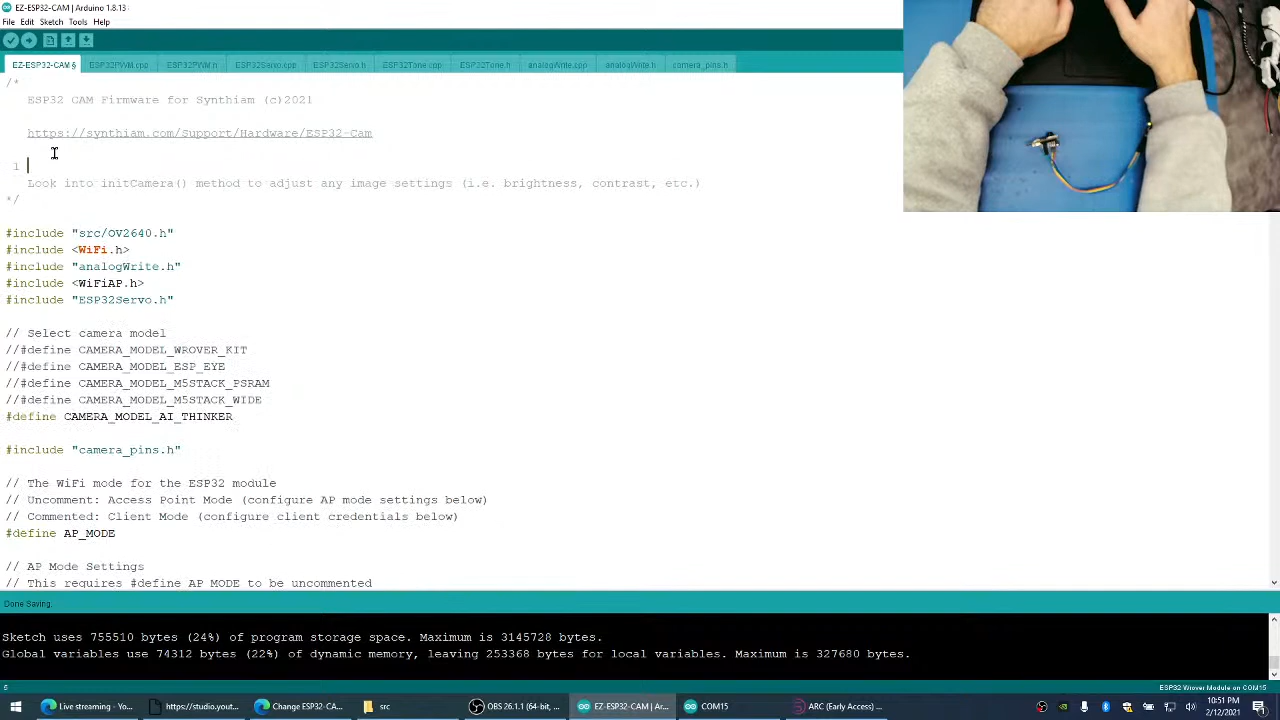 EZ-ESP32-CAM | Arduino 1.8.13
File Edit Sketch Tools Help
EZ-ESP32-CAM § ESP32PWM.cpp ESP32PWM.h ESP32Servo.cpp ESP32Servo.h ESP32Tone.cpp ESP32Tone.h analogWrite.cpp analogWrite.h camera_pins.h
/*
ESP32 CAM Firmware for Synthiam (c)2021
https://synthiam.com/Support/Hardware/ESP32-Cam
1
Look into initCamera() method to adjust any image settings (i.e. brightness, contrast, etc.)
*/
#include "src/OV2640.h"
#include <WiFi.h>
#include "analogWrite.h"
#include <WiFiAP.h>
#include "ESP32Servo.h"
// Select camera model
//#define CAMERA_MODEL_WROVER_KIT
//#define CAMERA_MODEL_ESP_EYE
//#define CAMERA_MODEL_M5STACK_PSRAM
//#define CAMERA_MODEL_M5STACK_WIDE
#define CAMERA_MODEL_AI_THINKER
#include "camera_pins.h"
// The WiFi mode for the ESP32 module
// Uncomment: Access Point Mode (configure AP mode settings below)
// Commented: Client Mode (configure client credentials below)
#define AP_MODE
// AP Mode Settings
// This requires #define AP MODE to be uncommented
Done Saving.
Sketch uses 755510 bytes (24%) of program storage space. Maximum is 3145728 bytes.
Global variables use 74312 bytes (22%) of dynamic memory, leaving 253368 bytes for local variables. Maximum is 327680 bytes.
5 ESP32 Wrover Module on COM15
Live streaming - Yo... https://studio.yout... Change ESP32-CA... src OBS 26.1.1 (64-bit, ... EZ-ESP32-CAM | Ar... COM15 ARC (Early Access) ... 10:51 PM
2/12/2021